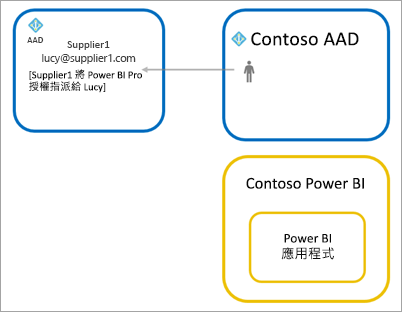 AAD
Supplier1
lucy@supplier1.com
[Supplier1 將 Power BI Pro
授權指派給 Lucy]
Contoso AAD
Contoso Power BI
Power BI
應用程式